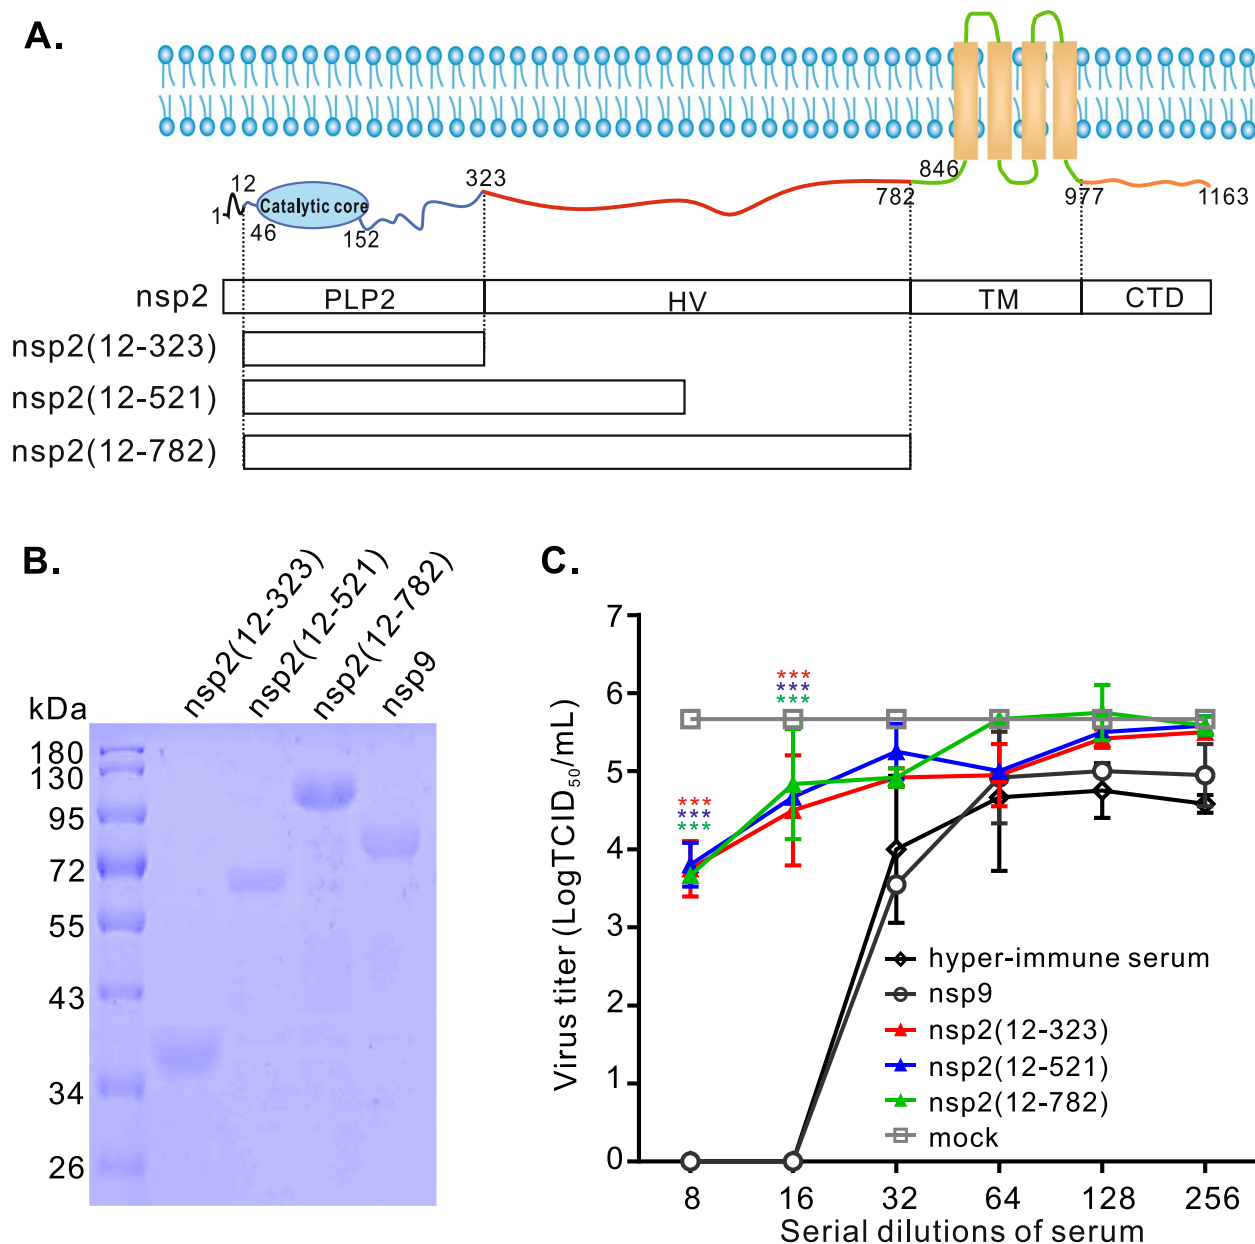 A.
12
323
846
1
Catalytic core
46
152
782
977
1163
nsp2
PLP2
HV
TM
CTD
nsp2(12-323)
nsp2(12-521)
nsp2(12-782)
B.
nsp2(12-323)
nsp2(12-521)
nsp2(12-782)
nsp9
kDa
180
130
95
72
55
43
34
26
C.
Virus titer (LogTCID50/mL)
7
6
5
4
3
2
1
0
***
***
***
***
***
***
hyper-immune serum
nsp9
nsp2(12-323)
nsp2(12-521)
nsp2(12-782)
mock
8 16 32 64 128 256
Serial dilutions of serum